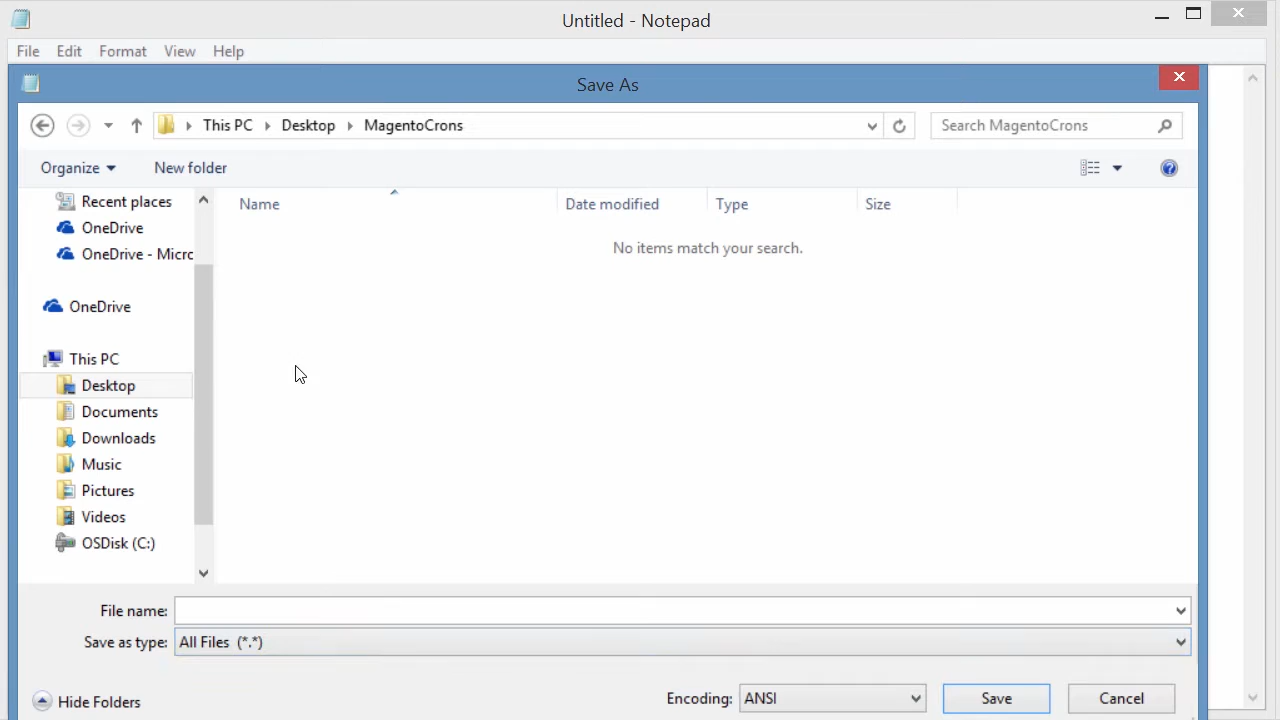 Untitled - Notepad
File Edit Format View Help
Save As
This PC Desktop MagentoCrons Search MagentoCrons
Organize New folder
Name Date modified Type Size
No items match your search.
Recent places
OneDrive
OneDrive - Micro
OneDrive
This PC
Desktop
Documents
Downloads
Music
Pictures
Videos
OSDisk (C:)
File name:
Save as type: All Files (*.*)
Hide Folders Encoding: ANSI Save Cancel